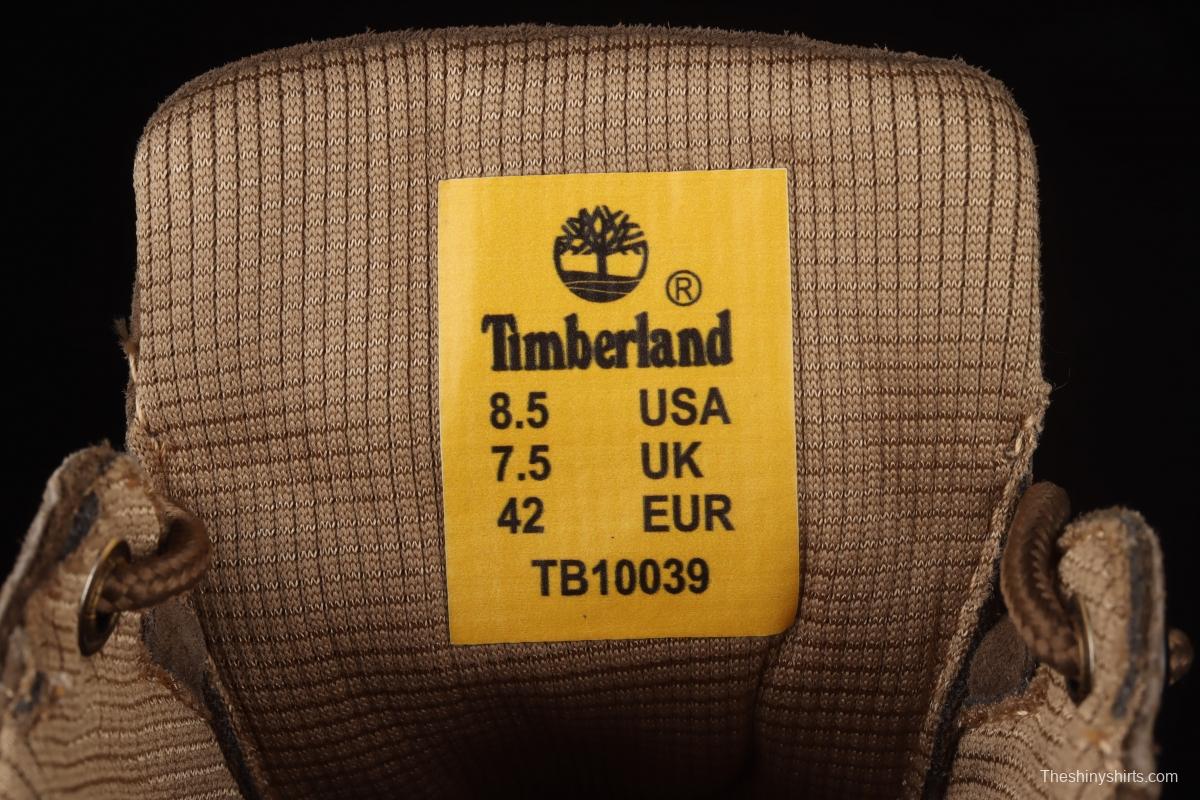 ®
Timberland
8.5 USA
7.5 UK
42 EUR
TB10039
Theshinyshirts.com